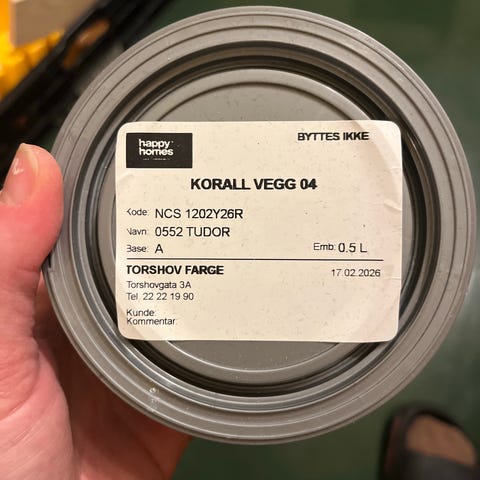 happy
homes
BYTTES IKKE
KORALL VEGG 04
Kode: NCS 1202Y26R
Navn: 0552 TUDOR
Base: A
Emb: 0.5 L
TORSHOV FARGE
17.02.2026
Torshovgata 3A
Tel. 22 22 19 90
Kunde:
Kommentar: